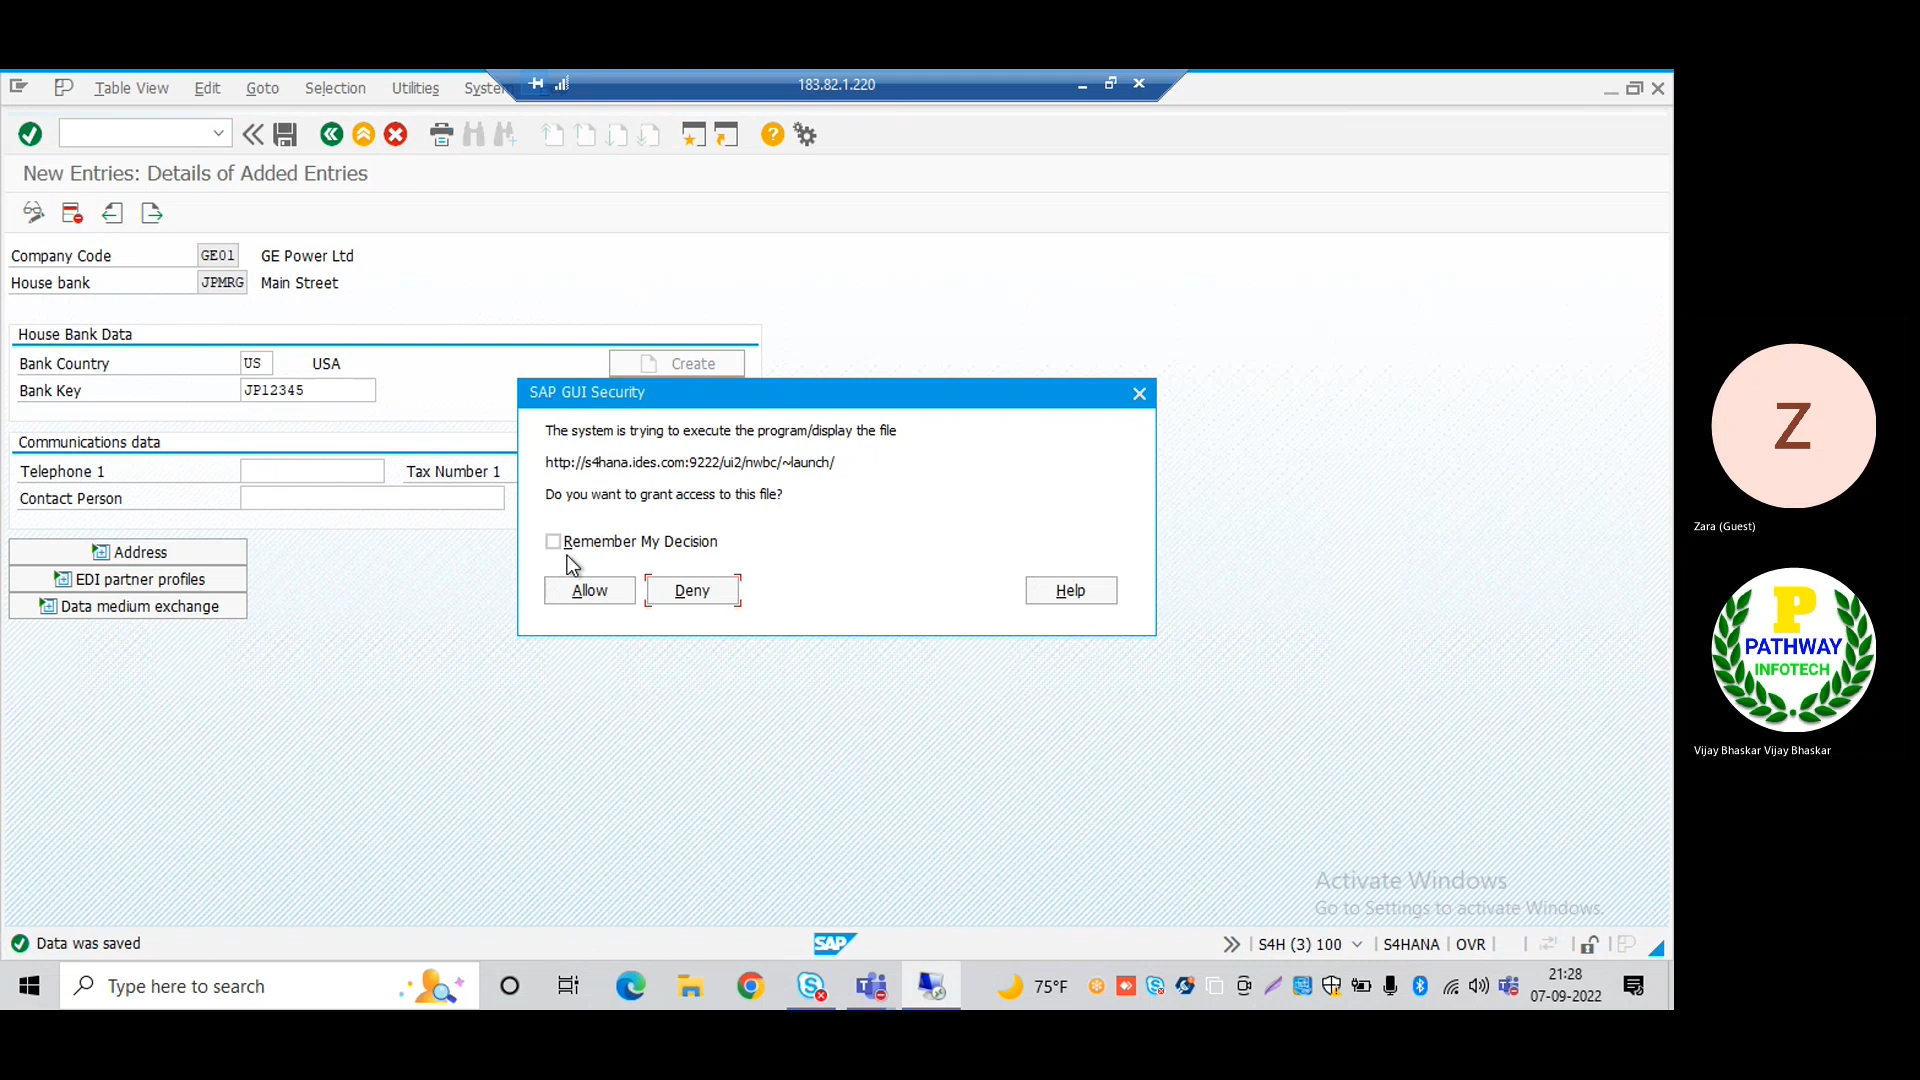 Table View Edit Goto Selection Utilities System
183.82.1.220
New Entries: Details of Added Entries
Company Code GE01 GE Power Ltd
House bank JPMRG Main Street
House Bank Data
Bank Country US USA Create
Bank Key JP12345
Communications data
Telephone 1 Tax Number 1
Contact Person
Address
EDI partner profiles
Data medium exchange
SAP GUI Security
The system is trying to execute the program/display the file
http://s4hana.ides.com:9222/ui2/nwbc/~launch/
Do you want to grant access to this file?
Remember My Decision
Allow Deny Help
Z
Zara (Guest)
P
PATHWAY
INFOTECH
Vijay Bhaskar Vijay Bhaskar
Activate Windows
Go to Settings to activate Windows.
Data was saved SAP S4H (3) 100 S4HANA OVR
Type here to search 75°F 21:28
07-09-2022